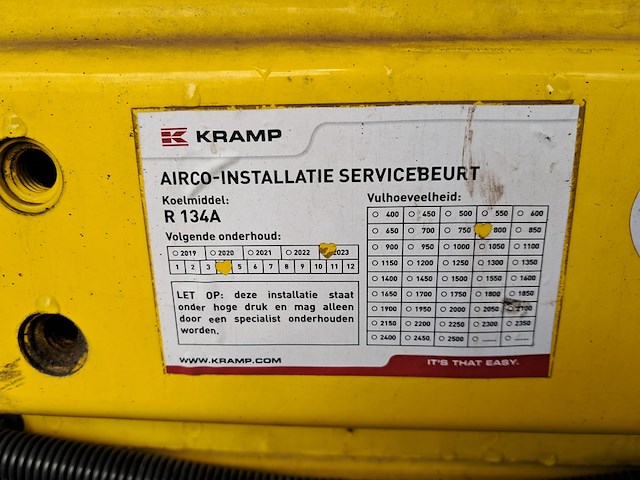 KRAMP
AIRCO-INSTALLATIE SERVICEBEURT
Koelmiddel:
R 134A
Volgende onderhoud:
2019 2020 2021 2022 2023
1 2 3 5 6 7 8 9 10 11 12
LET OP: deze installatie staat
onder hoge druk en mag alleen
door een specialist onderhouden
worden.
Vulhoeveelheid:
400 450 500 550 600
650 700 750 800 850
900 950 1000 1050 1100
1150 1200 1250 1300 1350
1400 1450 1500 1550 1600
1650 1700 1750 1800 1850
1900 1950 2000 2050 2100
2150 2200 2250 2300 2350
2400 2450 2500
WWW.KRAMP.COM
IT'S THAT EASY.